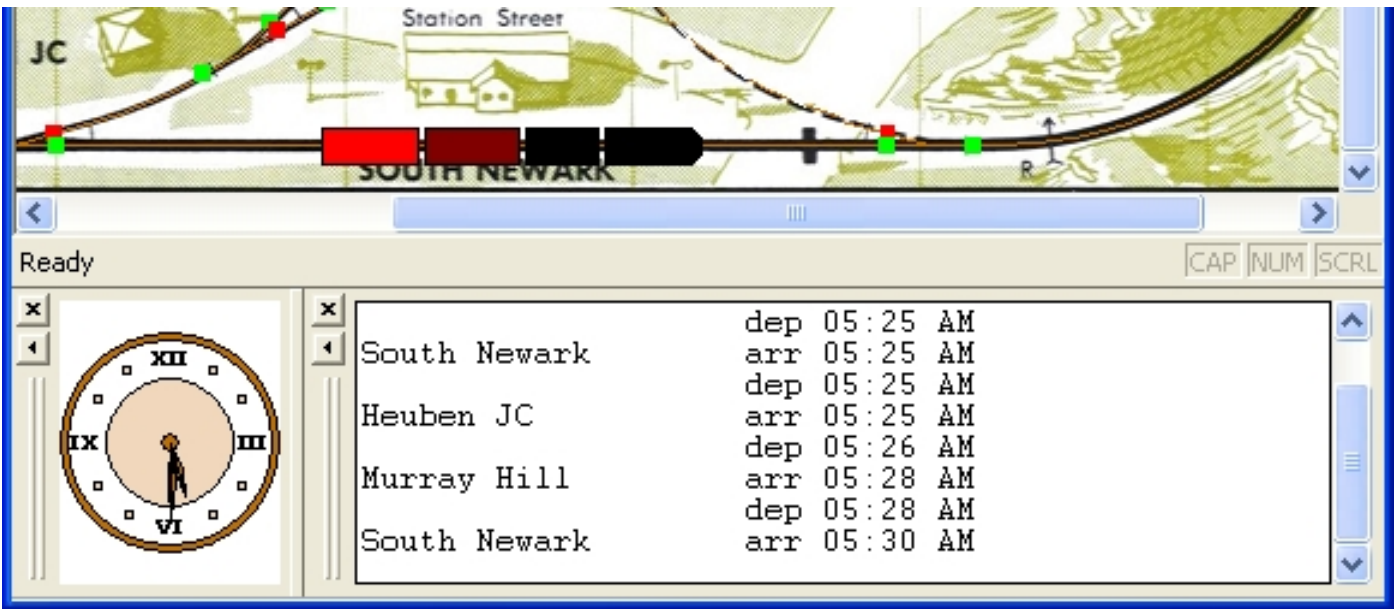 Station Street
JC
SOUTH NEWARK
R
Ready
CAP NUM SCRL
XII
IX III
VI
dep 05:25 AM
South Newark arr 05:25 AM
dep 05:25 AM
Heuben JC arr 05:25 AM
dep 05:26 AM
Murray Hill arr 05:28 AM
dep 05:28 AM
South Newark arr 05:30 AM